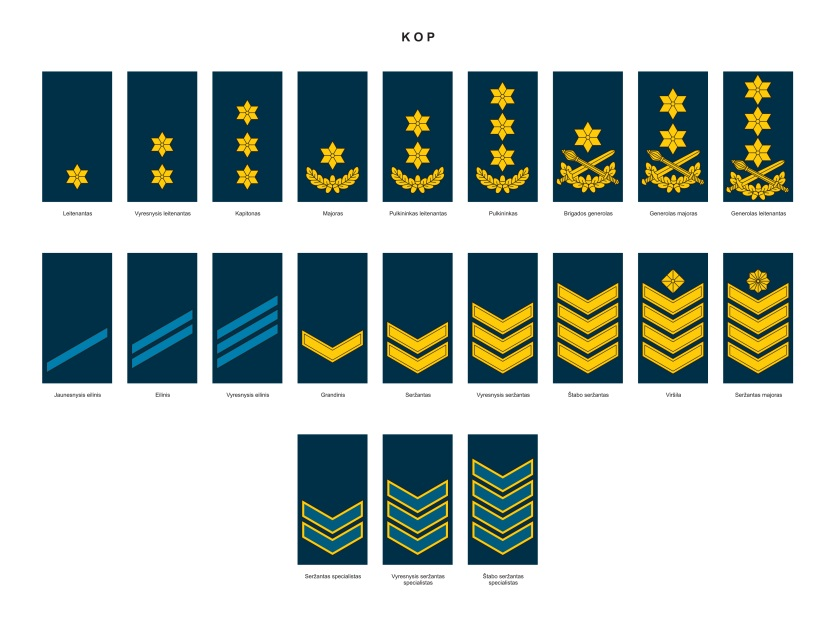 KOP
Leitenantas
Vyresnysis leitenantas
Kapitonas
Majoras
Pulkininkas leitenantas
Pulkininkas
Brigados generolas
Generolas majoras
Generolas leitenantas
Jaunesnysis eilinis
Eilinis
Vyresnysis eilinis
Grandinis
Seržantas
Vyresnysis seržantas
Štabo seržantas
Viršila
Seržantas majoras
Seržantas specialistas
Vyresnysis seržantas
specialistas
Štabo seržantas
specialistas